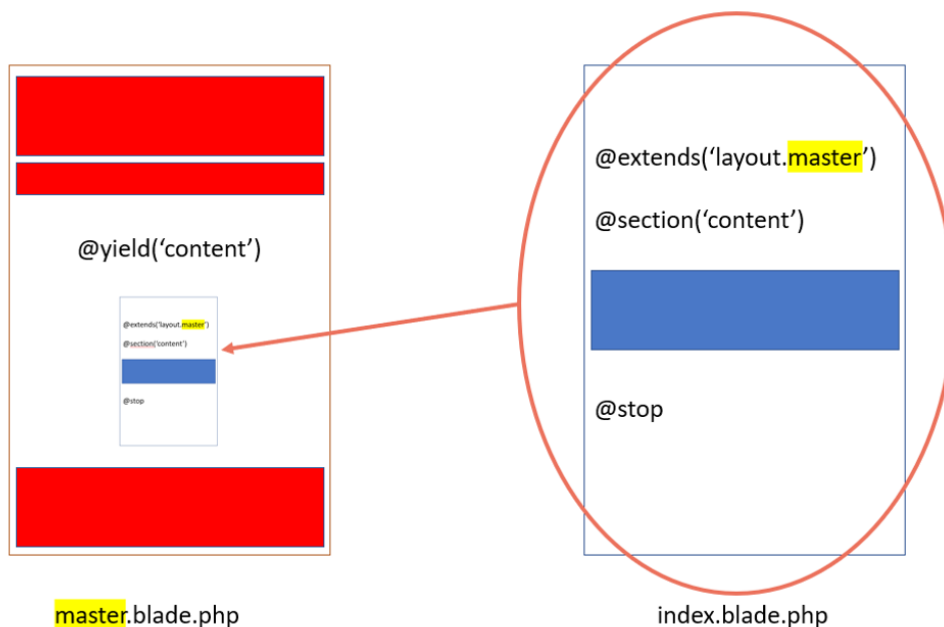 @yield(‘content’)
@extends(‘layout.master’)
@section(‘content’)
@stop
master.blade.php
@extends(‘layout.master’)
@section(‘content’)
@stop
index.blade.php